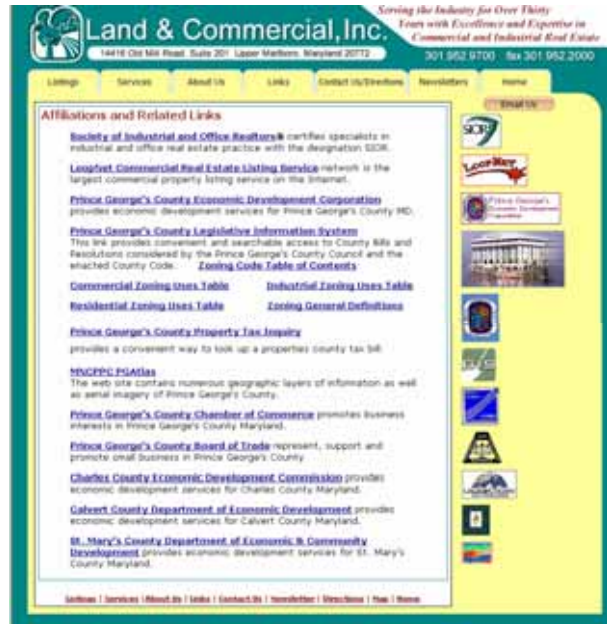 Serving the Industry for Over Thirty
Years with Excellence and Expertise in
Commercial and Industrial Real Estate
Land & Commercial, Inc.
14416 Old Mill Road, Suite 201 Upper Marlboro, Maryland 20772
301.952.9700 fax 301.952.2000
Listings Services About Us Links Contact Us/Directions Newsletters Home
Email Us
Affiliations and Related Links
Society of Industrial and Office Realtors® certifies specialists in
industrial and office real estate practice with the designation SIOR.
LoopNet Commercial Real Estate Listing Service network is the
largest commercial property listing service on the Internet.
Prince George's County Economic Development Corporation
provides economic development services for Prince George's County MD.
Prince George's County Legislative Information System
This link provides convenient and searchable access to County Bills and
Resolutions considered by the Prince George's County Council and the
enacted County Code. Zoning Code Table of Contents
Commercial Zoning Uses Table Industrial Zoning Uses Table
Residential Zoning Uses Table Zoning General Definitions
Prince George's County Property Tax Inquiry
provides a convenient way to look up a properties county tax bill
MNCPPC PGAtlas
The web site contains numerous geographic layers of information as well
as aerial imagery of Prince George's County.
Prince George's County Chamber of Commerce promotes business
interests in Prince George's County Maryland.
Prince George's County Board of Trade represent, support and
promote small business in Prince George's County
Charles County Economic Development Commission provides
economic development services for Charles County Maryland.
Calvert County Department of Economic Development provides
economic development services for Calvert County Maryland.
St. Mary's County Department of Economic & Community
Development provides economic development services for St. Mary's
County Maryland.
SIOR
LoopNet
Prince George's
Economic Development
Corporation
Listings | Services | About Us | Links | Contact Us | Newsletter | Directions | Map | Home